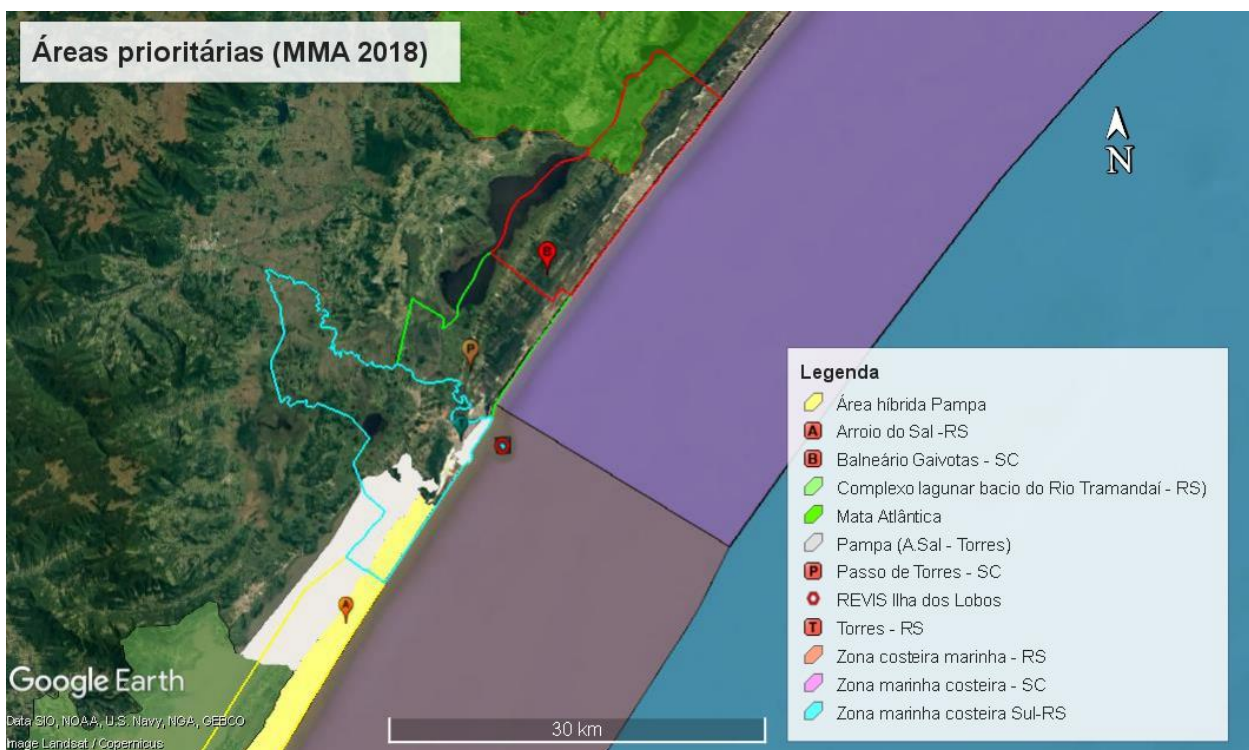 Áreas prioritárias (MMA 2018)
N
B
P
A
Legenda
Área híbrida Pampa
A Arroio do Sal -RS
B Balneário Gaivotas - SC
Complexo lagunar bacio do Rio Tramandaí - RS)
Mata Atlântica
Pampa (A.Sal - Torres)
P Passo de Torres - SC
REVIS Ilha dos Lobos
T Torres - RS
Zona costeira marinha - RS
Zona marinha costeira - SC
Zona marinha costeira Sul-RS
Google Earth
Data SIO, NOAA, U.S. Navy, NGA, GEBCO
Image Landsat / Copernicus
30 km